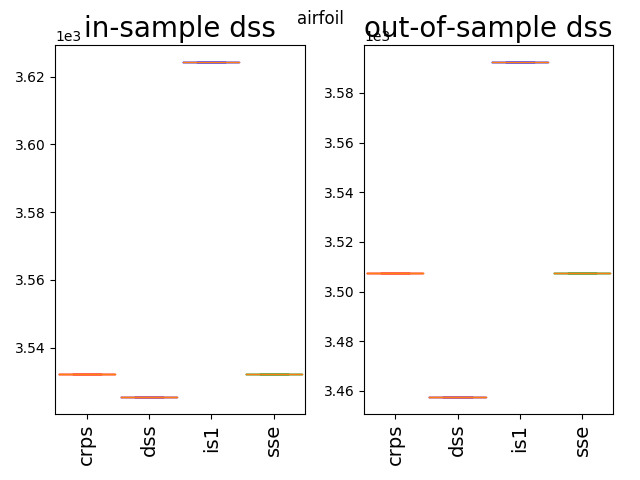 airfoil
in-sample dss
1e3
3.62
3.60
3.58
3.56
3.54
crps
dss
is1
sse
out-of-sample dss
1e3
3.58
3.56
3.54
3.52
3.50
3.48
3.46
crps
dss
is1
sse